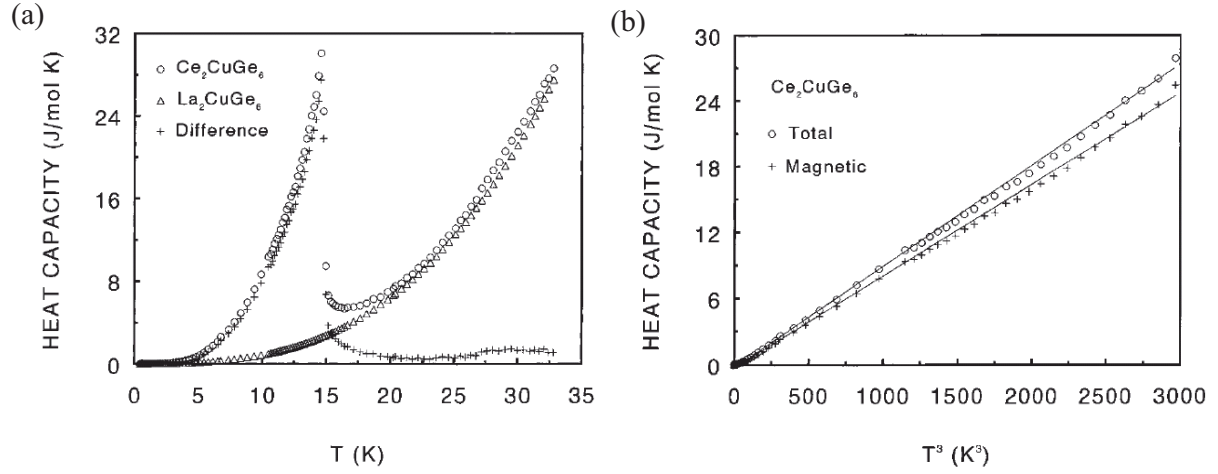 (a)
HEAT CAPACITY (J/mol K)
32
24
16
8
0
○ Ce₂CuGe₆
△ La₂CuGe₆
+ Difference
0 5 10 15 20 25 30 35
T (K)
(b)
HEAT CAPACITY (J/mol K)
30
24
18
12
6
0
Ce₂CuGe₆
○ Total
+ Magnetic
0 500 1000 1500 2000 2500 3000
T³ (K³)